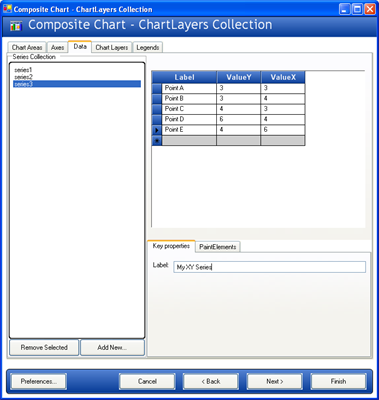 Composite Chart - ChartLayers Collection
Composite Chart - ChartLayers Collection
Chart Areas Axes Data Chart Layers Legends
Series Collection
series1
series2
series3
Label ValueY ValueX
Point A 3 3
Point B 3 4
Point C 4 3
Point D 6 4
Point E 4 6
Key properties PaintElements
Label: My XY Series
Remove Selected Add New...
Preferences... Cancel < Back Next > Finish